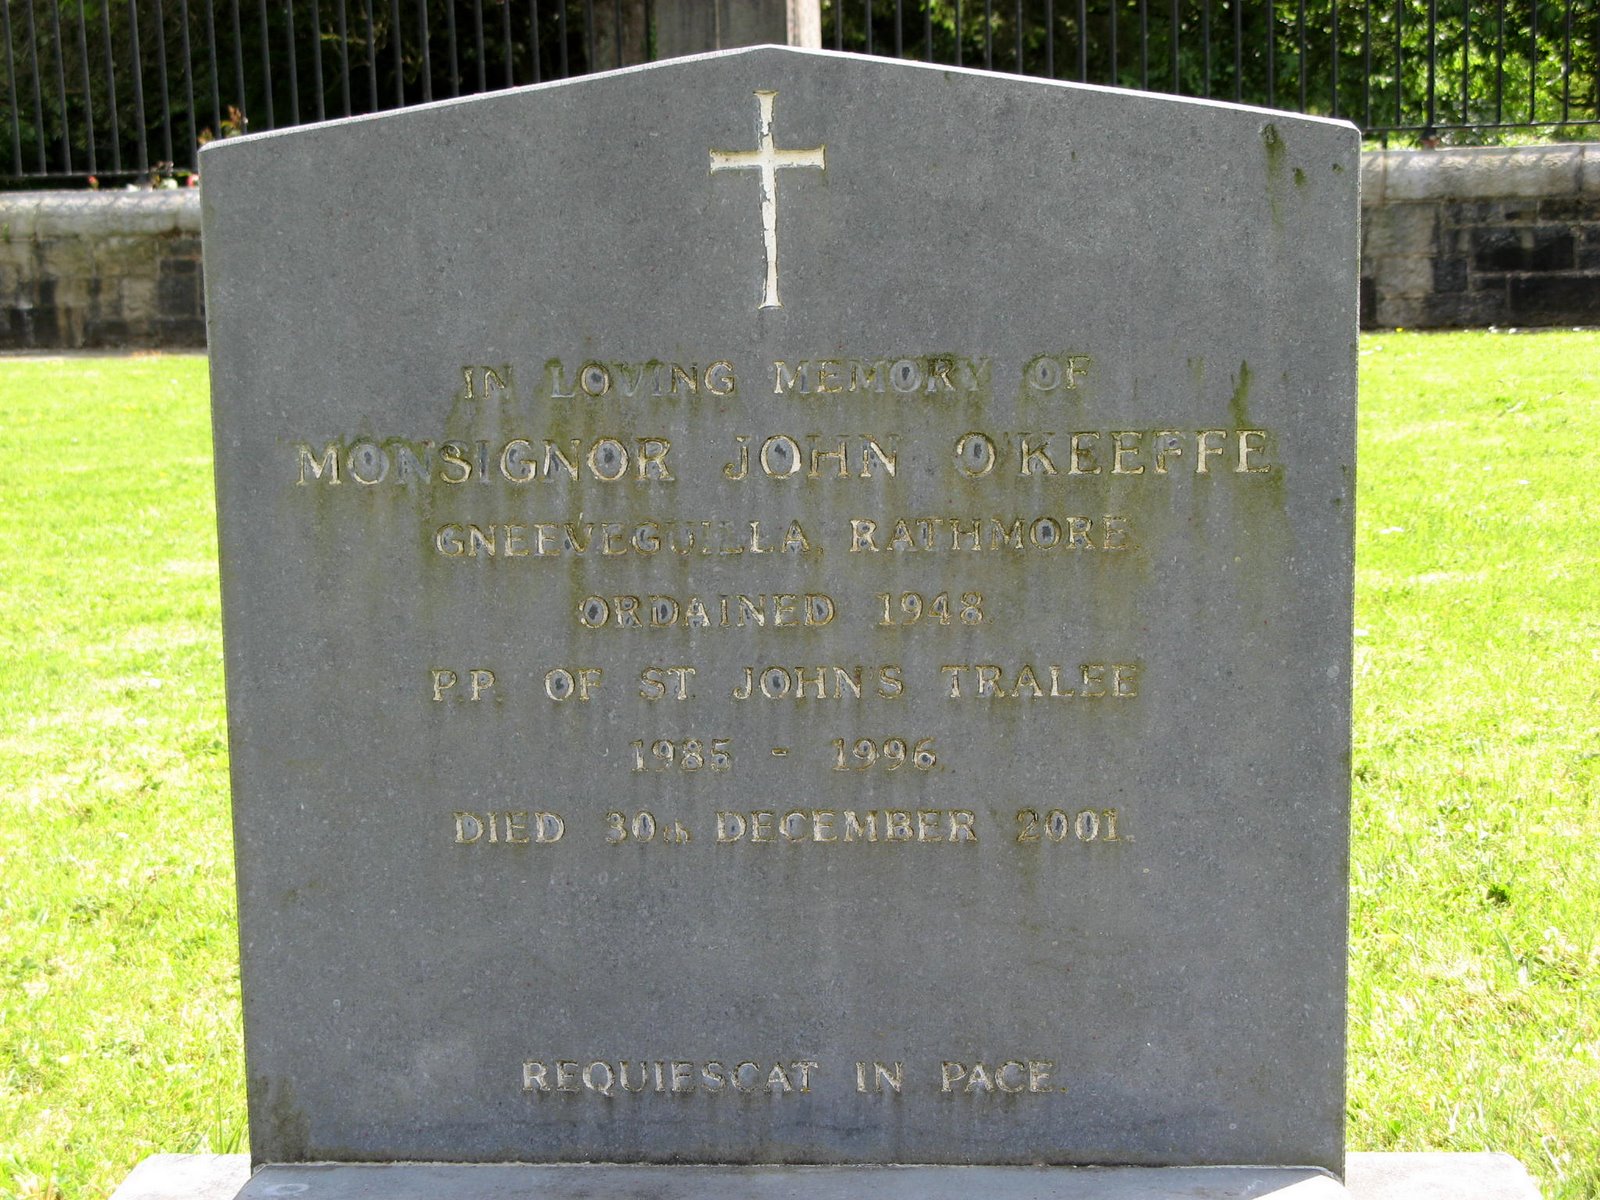 IN LOVING MEMORY OF
MONSIGNOR JOHN O'KEEFFE
GNEEVEGUILLA, RATHMORE.
ORDAINED 1948.
P.P. OF ST. JOHN'S TRALEE
1985 - 1996.
DIED 30th DECEMBER 2001.
REQUIESCAT IN PACE.